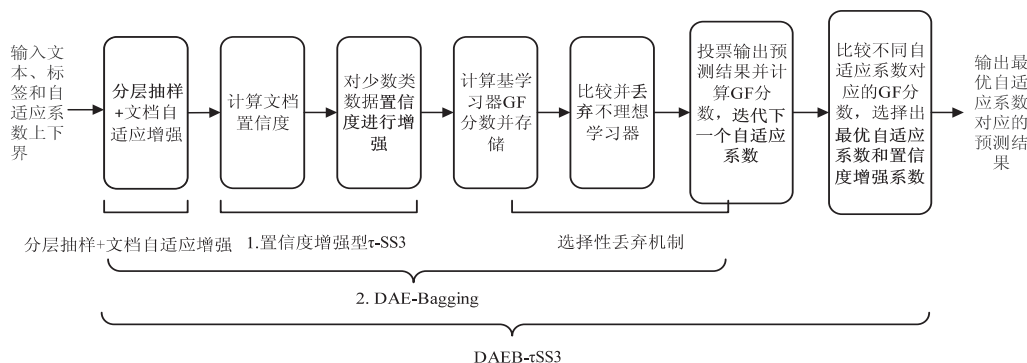 输入文
本、标
签和自
适应系
数上下
界
分层抽样
+文档自
适应增强
计算文档
置信度
对少数类
数据置信
度进行增
强
计算基学
习器GF
分数并存
储
比较并丢
弃不理想
学习器
投票输出预
测结果并计
算GF分
数，迭代下
一个自适应
系数
比较不同自
适应系数对
应的GF分
数，选择出
最优自适应
系数和置信
度增强系数
输出最
优自适
应系数
对应的
预测结
果
分层抽样+文档自适应增强
1.置信度增强型τ-SS3
选择性丢弃机制
2. DAE-Bagging
DAEB-τSS3